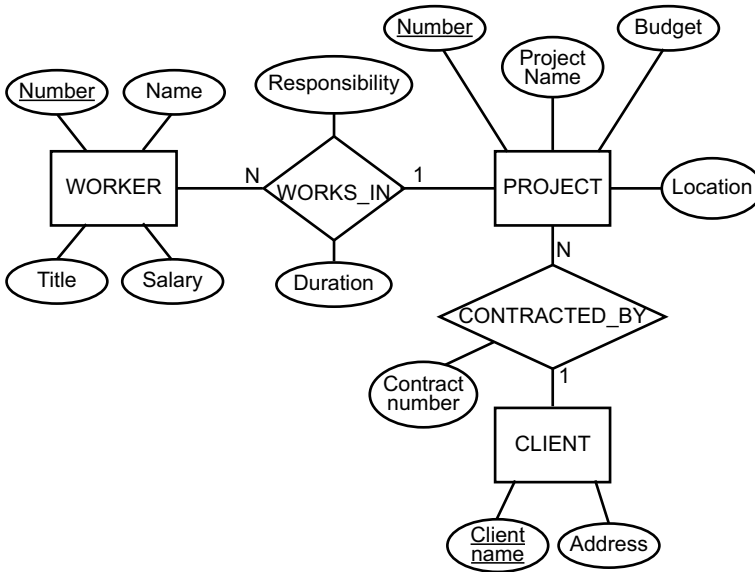 Number
Budget
Project
Name
Responsibility
Number
Name
WORKER
N
WORKS_IN
1
PROJECT
Location
Title
Salary
Duration
N
CONTRACTED_BY
Contract
number
1
CLIENT
Client
name
Address